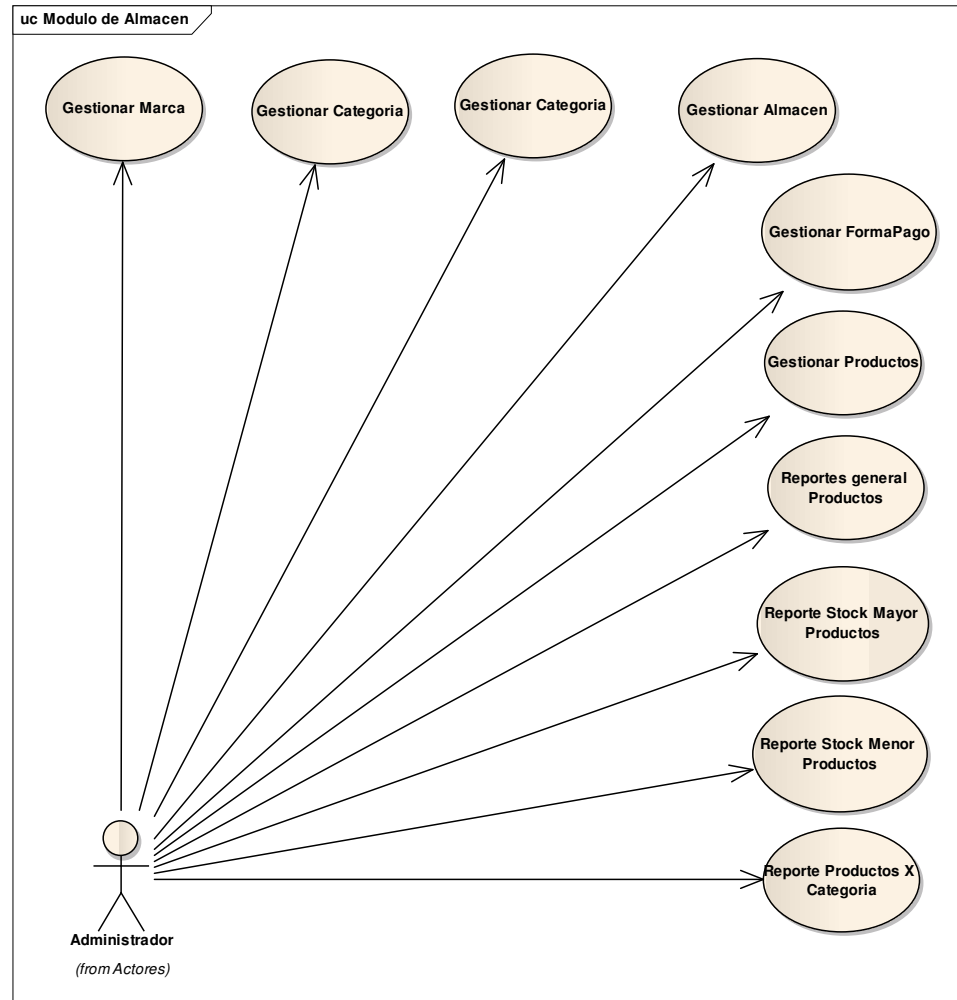 uc Modulo de Almacen
Gestionar Marca
Gestionar Categoria
Gestionar Categoria
Gestionar Almacen
Gestionar FormaPago
Gestionar Productos
Reportes general
Productos
Reporte Stock Mayor
Productos
Reporte Stock Menor
Productos
Reporte Productos X
Categoria
Administrador
(from Actores)